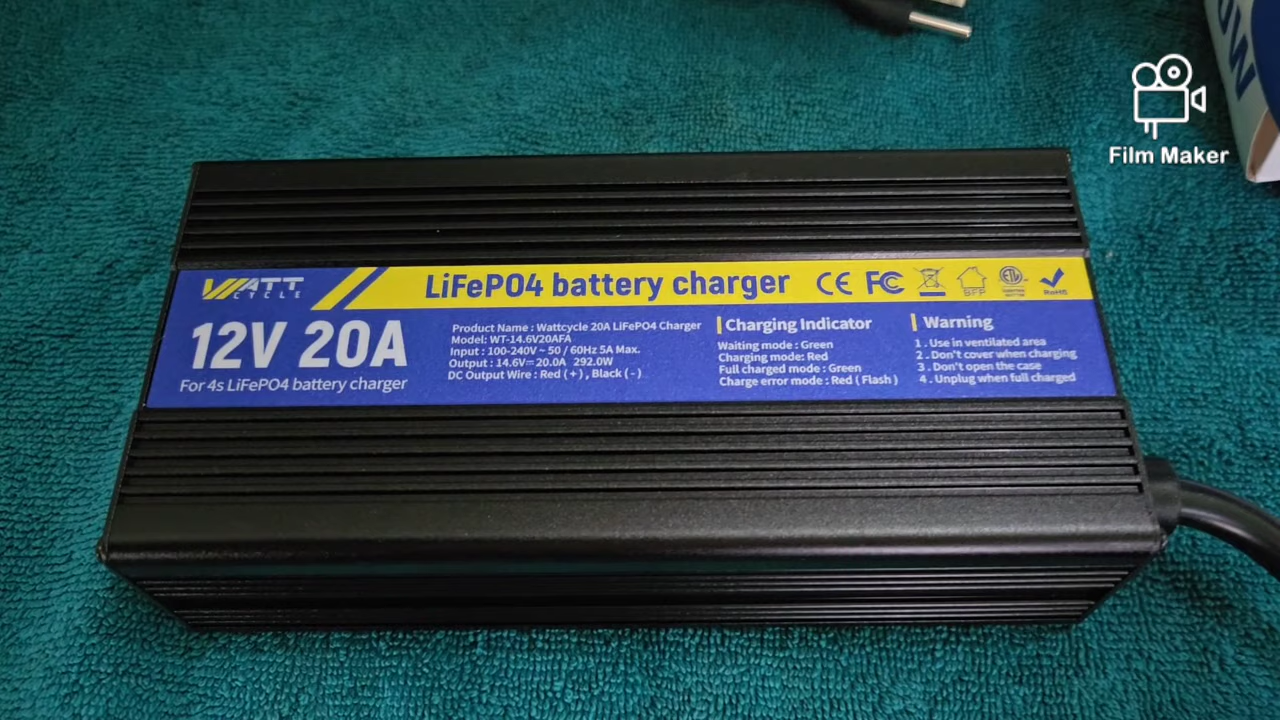 Film Maker
WATT
CYCLE
LiFePO4 battery charger
CE FC
BFP
ETL
RoHS
12V 20A
For 4s LiFePO4 battery charger
Product Name : Wattcycle 20A LiFePO4 Charger
Model: WT-14.6V20AFA
Input : 100-240V ~ 50 / 60Hz 5A Max.
Output : 14.6V⎓20.0A 292.0W
DC Output Wire : Red ( + ) , Black ( - )
Charging Indicator
Waiting mode : Green
Charging mode: Red
Full charged mode : Green
Charge error mode : Red ( Flash )
Warning
1 . Use in ventilated area
2 . Don't cover when charging
3 . Don't open the case
4 . Unplug when full charged